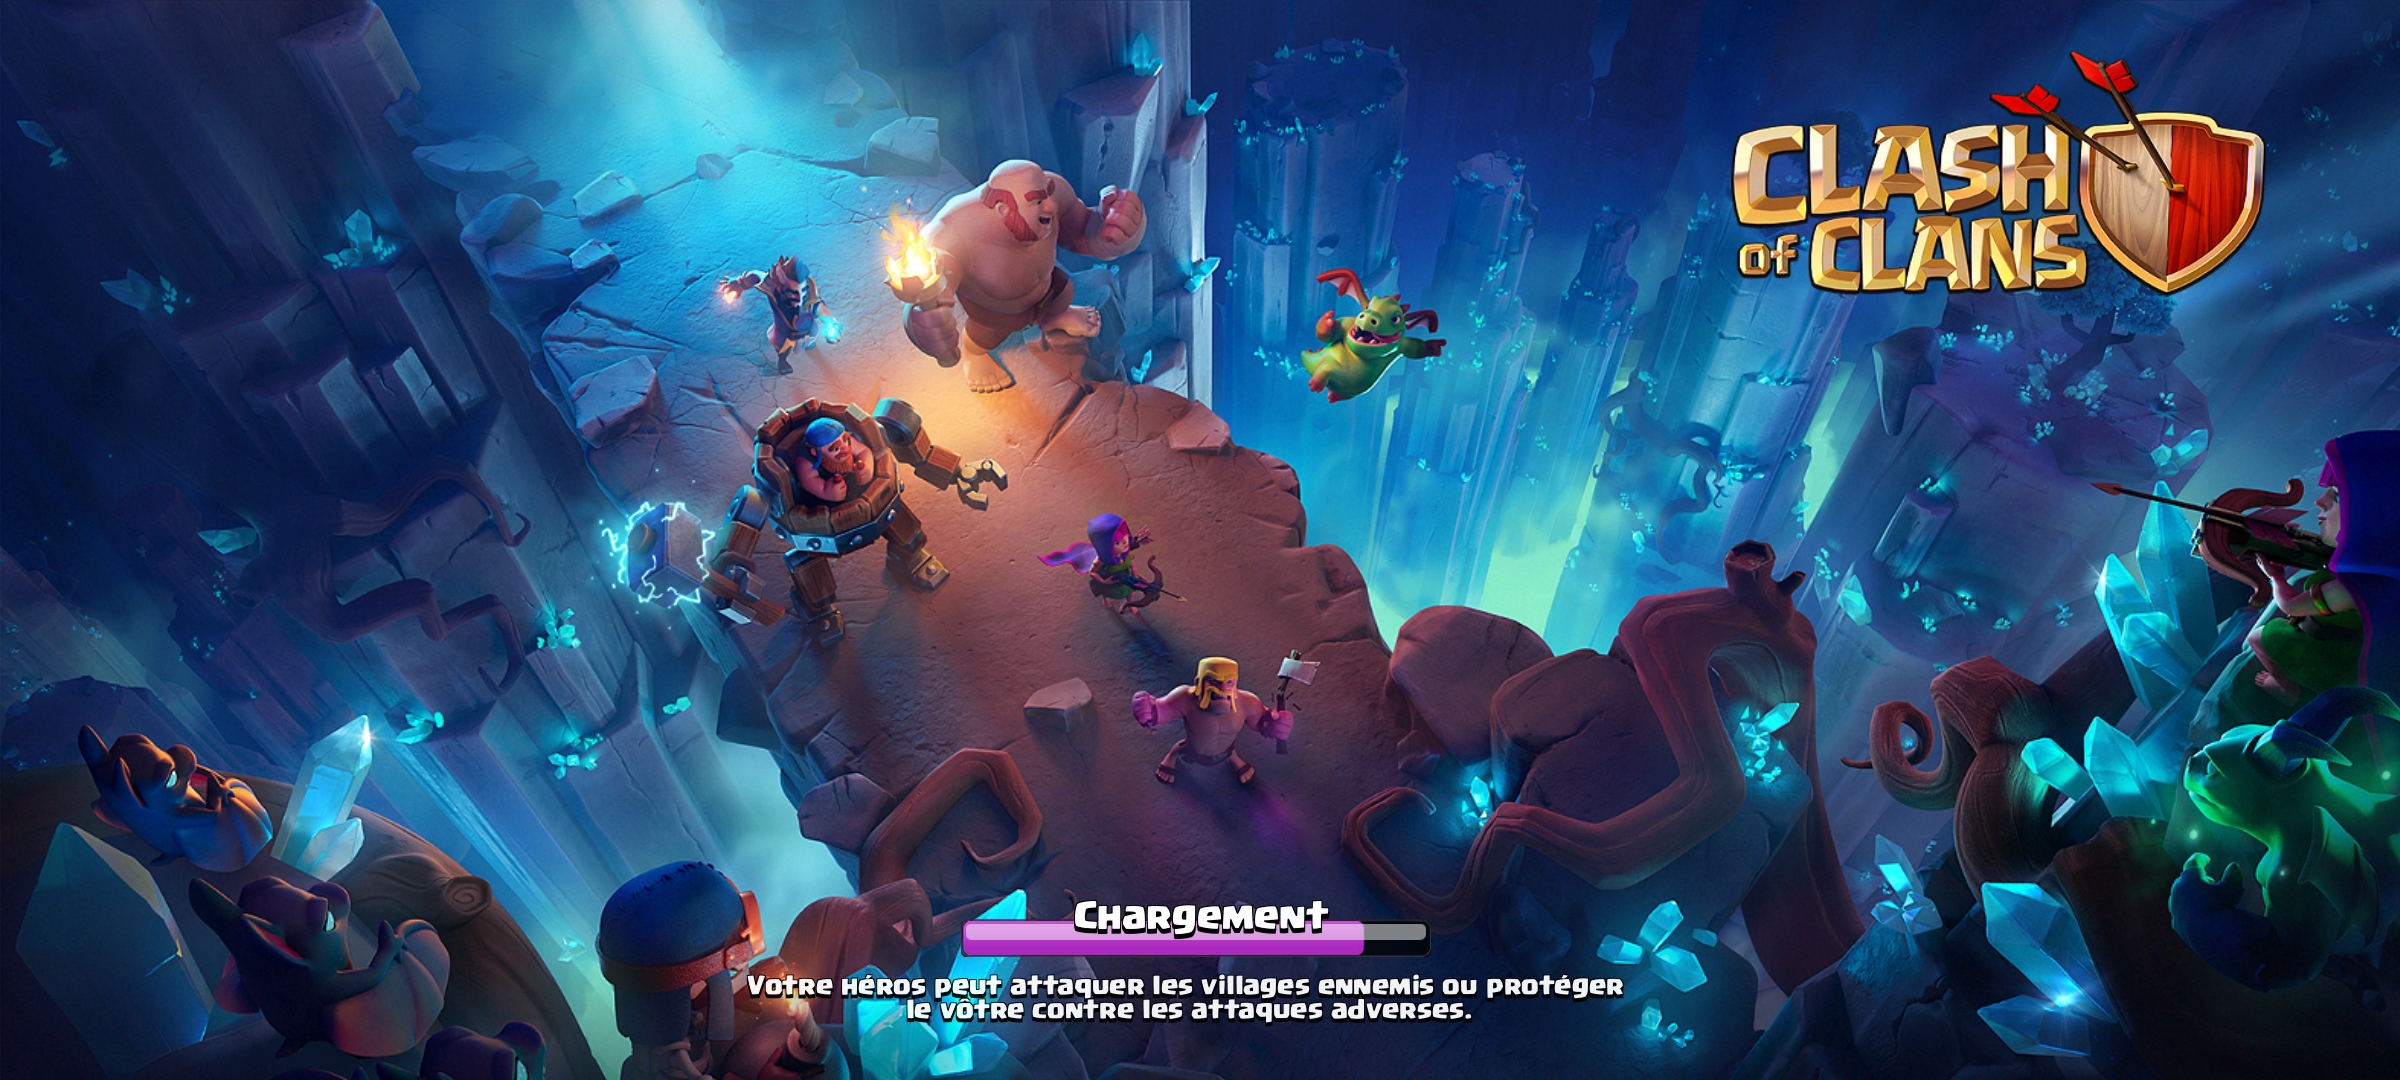 CLASH
of CLANS
Chargement
Votre héros peut attaquer les villages ennemis ou protéger
le vôtre contre les attaques adverses.